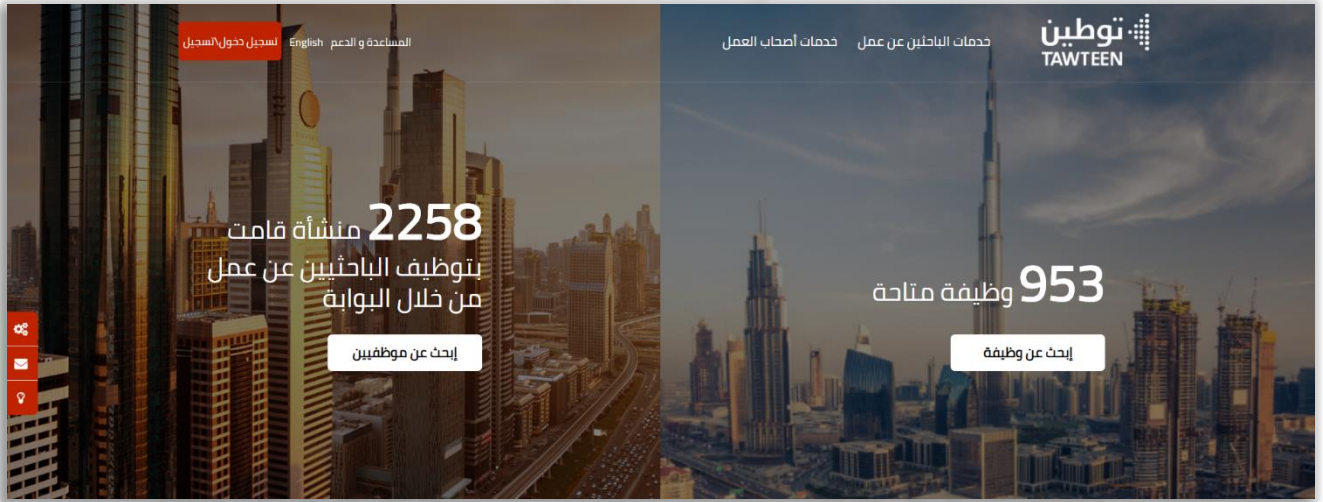 توطين
TAWTEEN
خدمات الباحثين عن عمل
خدمات أصحاب العمل
المساعدة و الدعم
English
تسجيل دخول\تسجيل
953 وظيفة متاحة
إبحث عن وظيفة
2258 منشأة قامت
بتوظيف الباحثيين عن عمل
من خلال البوابة
إبحث عن موظفيين